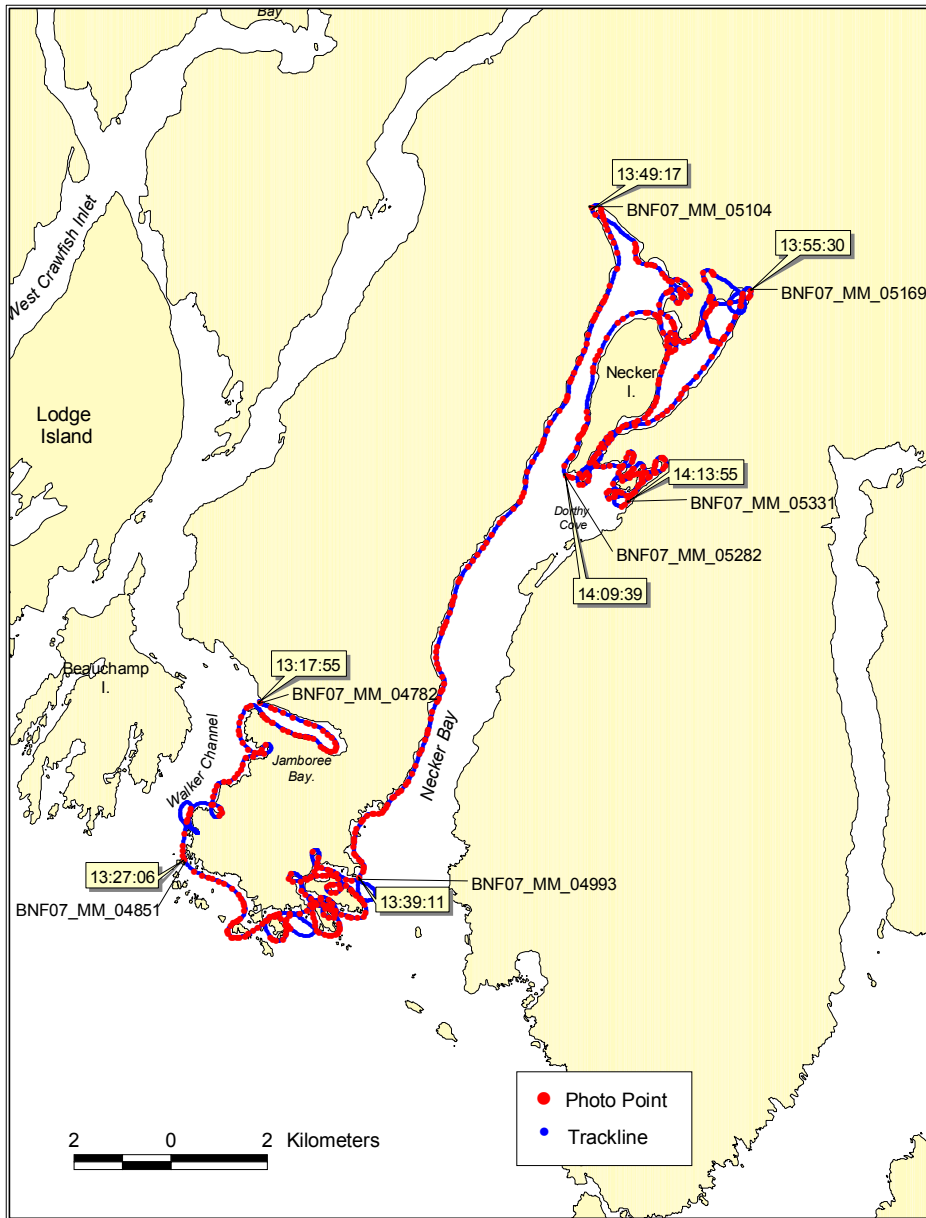 Bay
13:49:17
BNF07_MM_05104
West Crawfish Inlet
13:55:30
BNF07_MM_05169
Necker
I.
Lodge
Island
14:13:55
BNF07_MM_05331
Dorthy
Cove
BNF07_MM_05282
14:09:39
Beauchamp
I.
13:17:55
BNF07_MM_04782
Necker Bay
Walker Channel
Jamboree
Bay.
13:27:06
BNF07_MM_04851
BNF07_MM_04993
13:39:11
Photo Point
Trackline
2 0 2 Kilometers